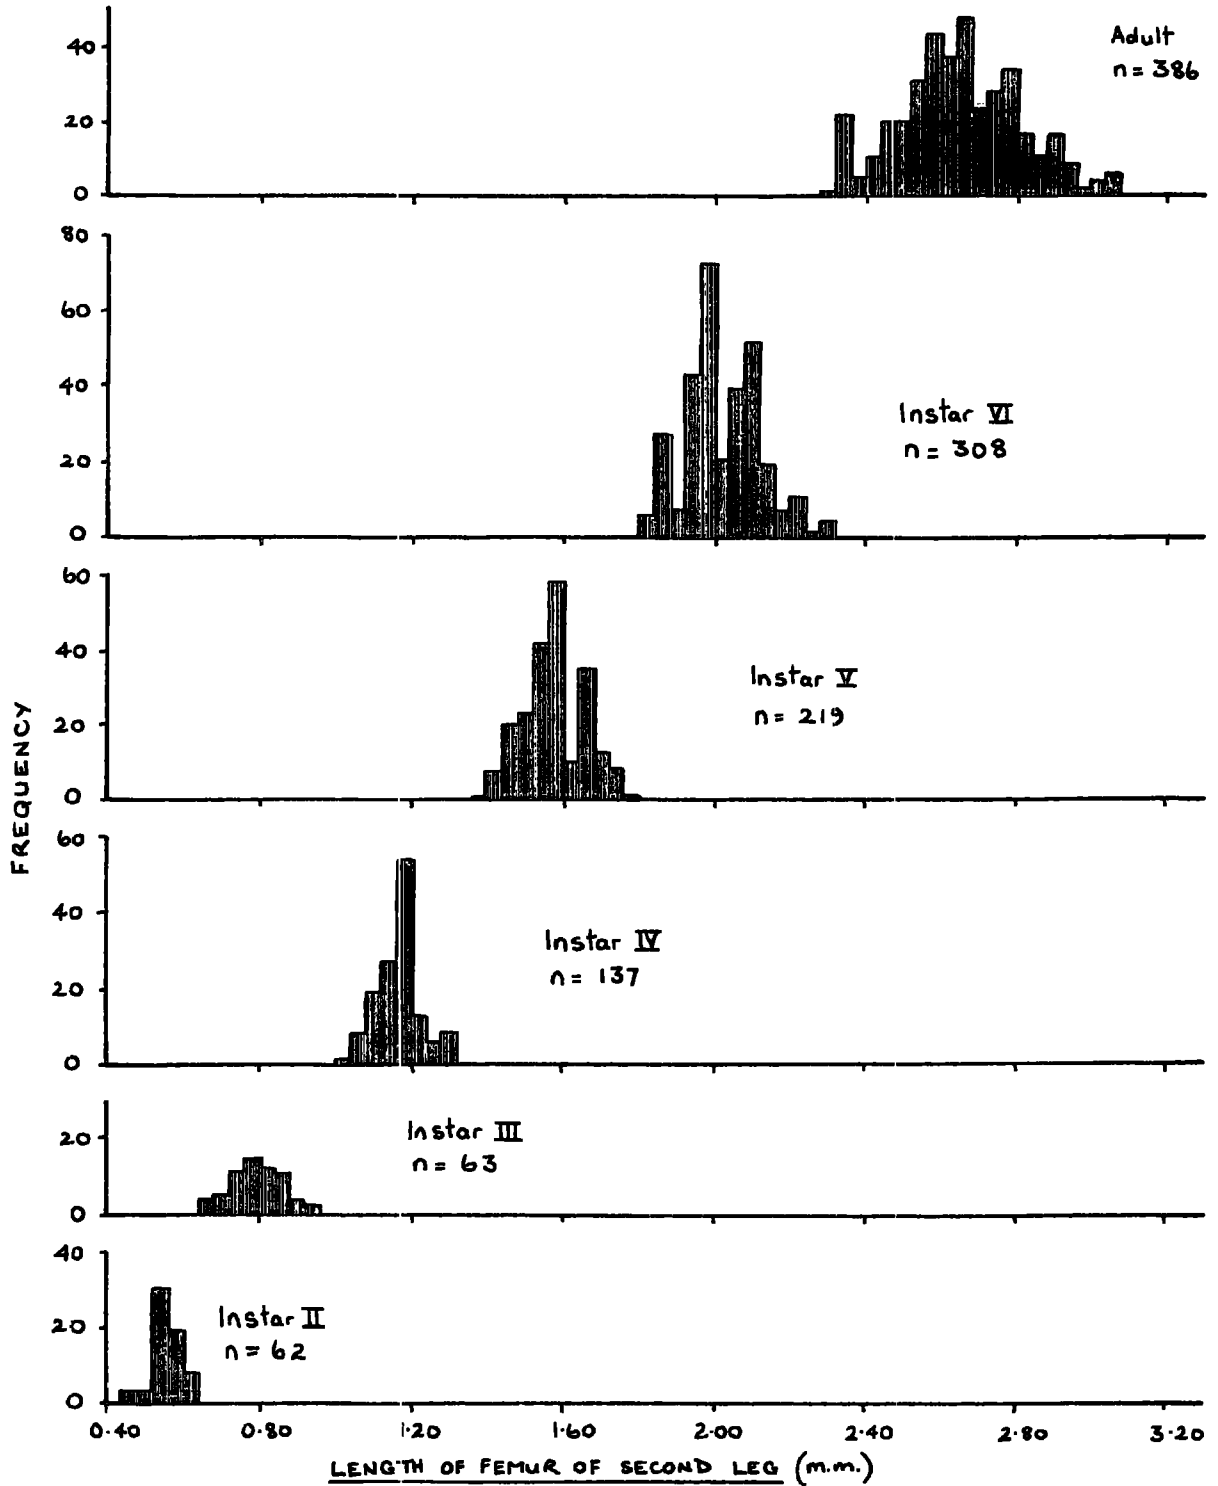 40
20
0
Adult
n = 386
80
60
40
20
0
Instar VI
n = 308
60
40
20
0
Instar V
n = 219
FREQUENCY
60
40
20
0
Instar IV
n = 137
20
0
Instar III
n = 63
40
20
0
Instar II
n = 62
0·40 0·80 1·20 1·60 2·00 2·40 2·80 3·20
LENGTH OF FEMUR OF SECOND LEG (m.m.)